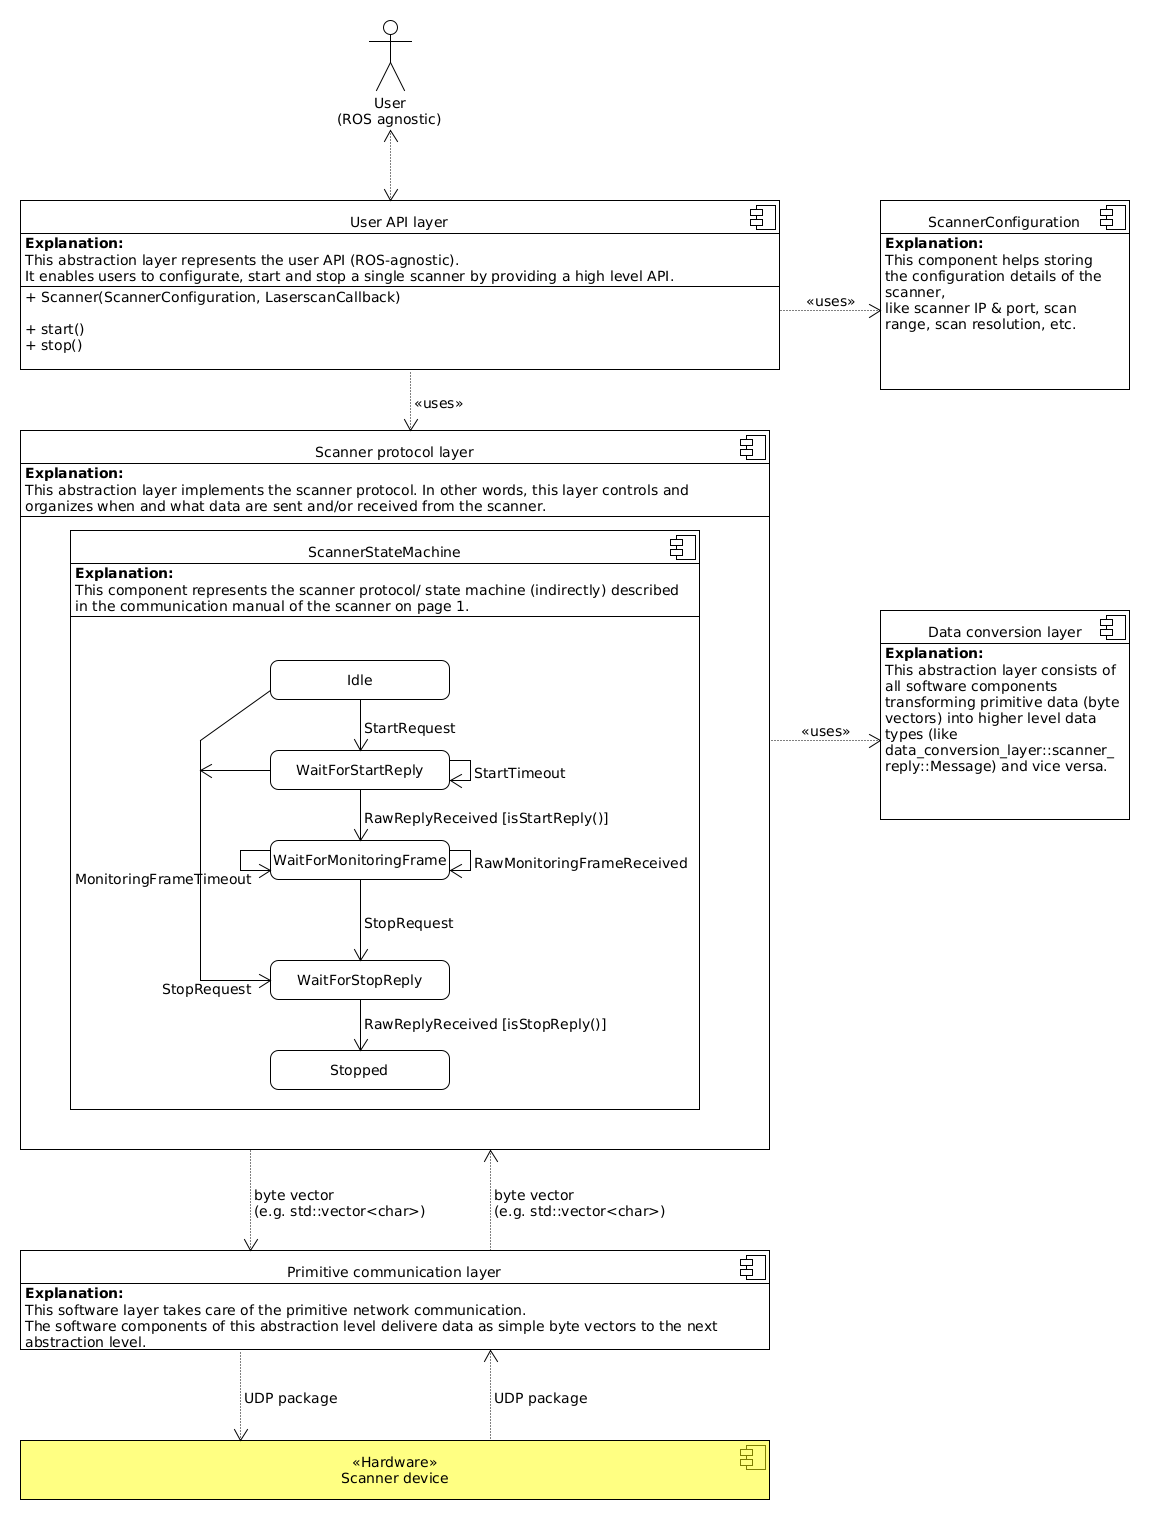 User
(ROS agnostic)
User API layer
Explanation:
This abstraction layer represents the user API (ROS-agnostic).
It enables users to configure, start and stop a single scanner by providing a high level API.
+ Scanner(ScannerConfiguration, LaserscanCallback)
+ start()
+ stop()
«uses»
ScannerConfiguration
Explanation:
This component helps storing
the configuration details of the
scanner,
like scanner IP & port, scan
range, scan resolution, etc.
«uses»
Scanner protocol layer
Explanation:
This abstraction layer implements the scanner protocol. In other words, this layer controls and
organizes when and what data are sent and/or received from the scanner.
ScannerStateMachine
Explanation:
This component represents the scanner protocol/ state machine (indirectly) described
in the communication manual of the scanner on page 1.
Idle
StartRequest
WaitForStartReply
StartTimeout
RawReplyReceived [isStartReply()]
WaitForMonitoringFrame
RawMonitoringFrameReceived
MonitoringFrameTimeout
StopRequest
WaitForStopReply
StopRequest
RawReplyReceived [isStopReply()]
Stopped
«uses»
Data conversion layer
Explanation:
This abstraction layer consists of
all software components
transforming primitive data (byte
vectors) into higher level data
types (like
data_conversion_layer::scanner_
reply::Message) and vice versa.
byte vector
(e.g. std::vector<char>)
byte vector
(e.g. std::vector<char>)
Primitive communication layer
Explanation:
This software layer takes care of the primitive network communication.
The software components of this abstraction level delivere data as simple byte vectors to the next
abstraction level.
UDP package
UDP package
«Hardware»
Scanner device